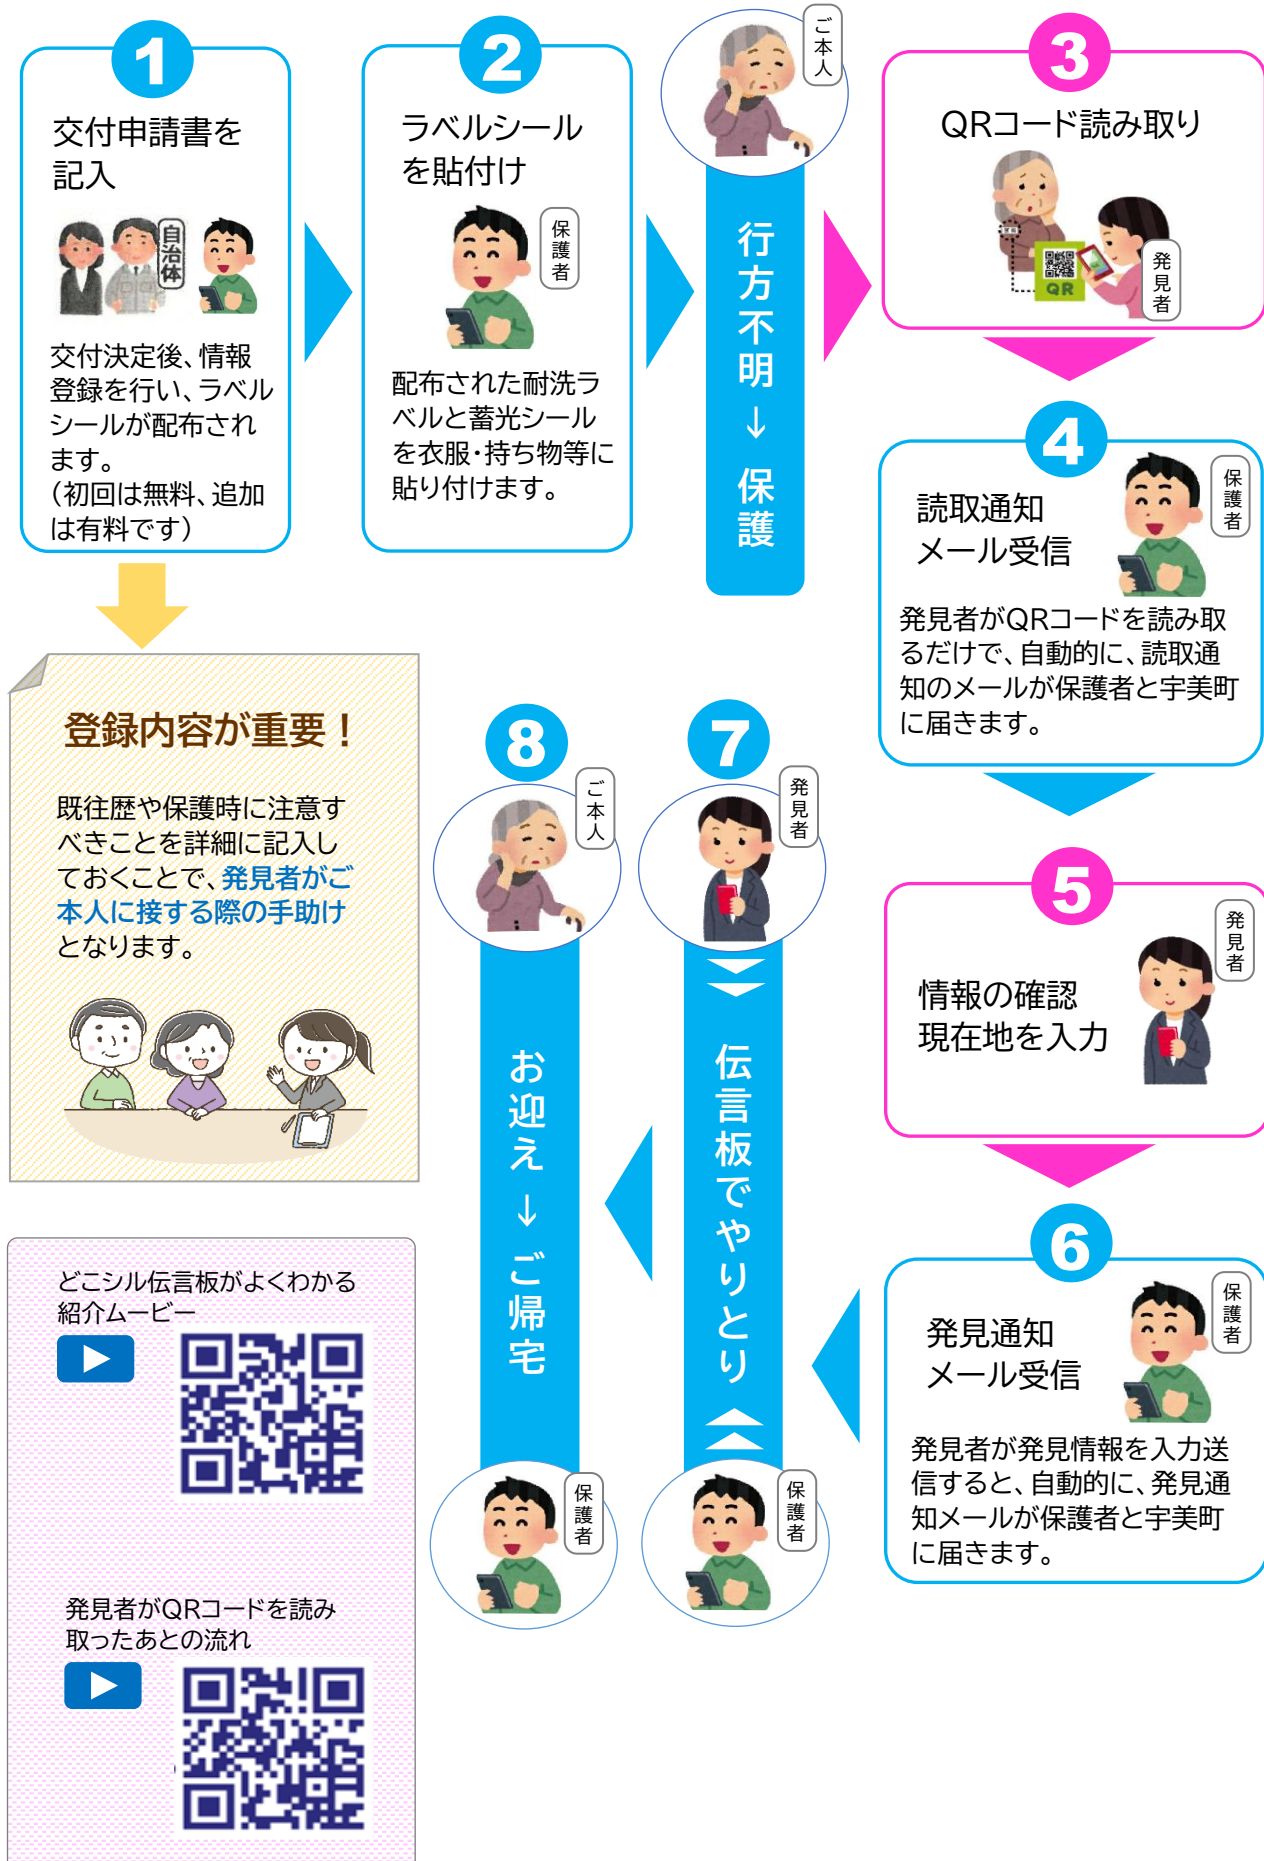 1
交付申請書を
記入
自治体
交付決定後、情報
登録を行い、ラベル
シールが配布され
ます。
(初回は無料、追加
は有料です)
2
ラベルシール
を貼付け
保護者
配布された耐洗ラ
ベルと蓄光シール
を衣服・持ち物等に
貼り付けます。
ご本人
行方不明→保護
3
QRコード読み取り
QR
発見者
4
読取通知
メール受信
保護者
発見者がQRコードを読み取
るだけで、自動的に、読取通
知のメールが保護者と宇美町
に届きます。
5
情報の確認
現在地を入力
発見者
6
発見通知
メール受信
保護者
発見者が発見情報を入力送
信すると、自動的に、発見通
知メールが保護者と宇美町
に届きます。
7
発見者
伝言板でやりとり
保護者
8
ご本人
お迎え→ご帰宅
保護者
登録内容が重要!
既往歴や保護時に注意す
べきことを詳細に記入し
ておくことで、発見者がご
本人に接する際の手助け
となります。
どこシル伝言板がよくわかる
紹介ムービー
発見者がQRコードを読み
取ったあとの流れ